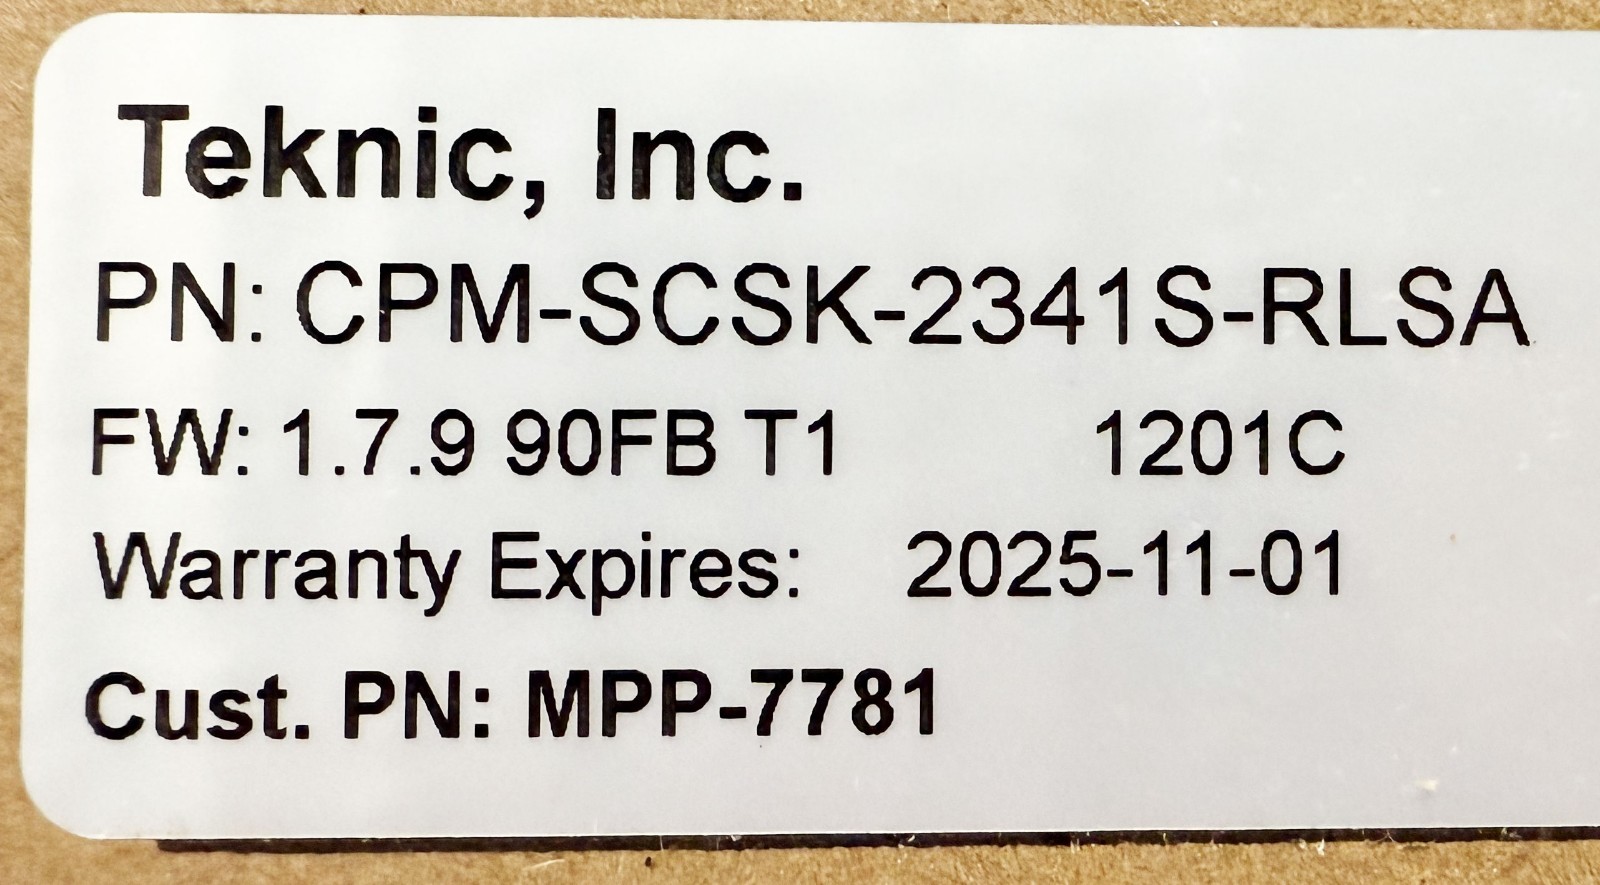 Teknic, Inc.
PN: CPM-SCSK-2341S-RLSA
FW: 1.7.9 90FB T1 1201C
Warranty Expires: 2025-11-01
Cust. PN: MPP-7781